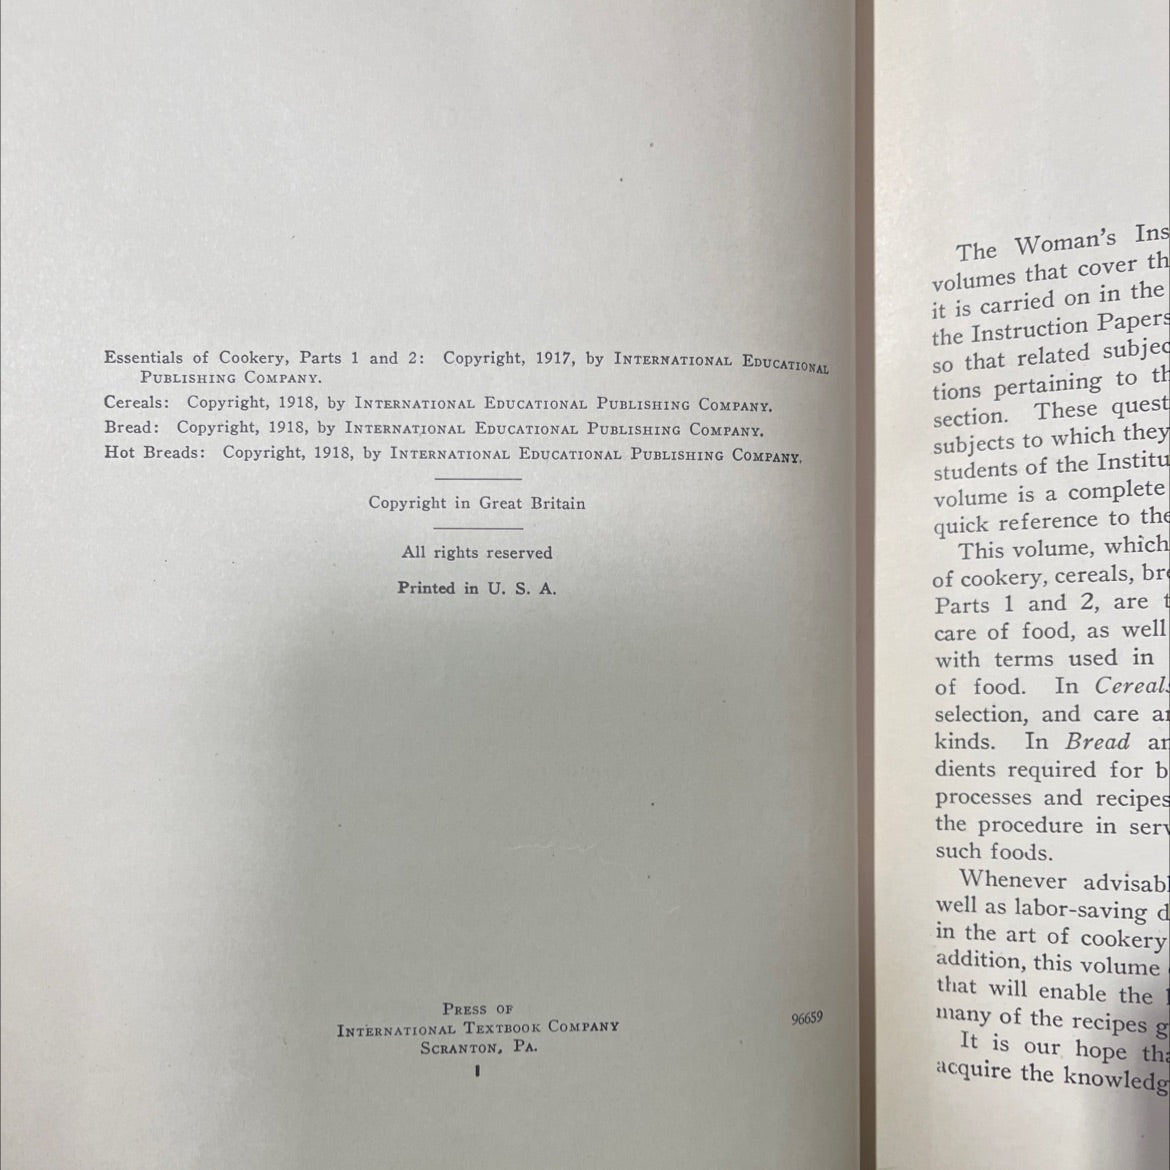 Essentials of Cookery, Parts 1 and 2: Copyright, 1917, by INTERNATIONAL EDUCATIONAL
PUBLISHING COMPANY.
Cereals: Copyright, 1918, by INTERNATIONAL EDUCATIONAL PUBLISHING COMPANY.
Bread: Copyright, 1918, by INTERNATIONAL EDUCATIONAL PUBLISHING COMPANY.
Hot Breads: Copyright, 1918, by INTERNATIONAL EDUCATIONAL PUBLISHING COMPANY.
Copyright in Great Britain
All rights reserved
Printed in U. S. A.
PRESS OF
INTERNATIONAL TEXTBOOK COMPANY
SCRANTON, PA.
96659
The Woman's Ins
volumes that cover th
it is carried on in the
the Instruction Papers
so that related subjec
tions pertaining to th
section. These quest
subjects to which they
students of the Institu
volume is a complete
quick reference to the
This volume, which
of cookery, cereals, bre
Parts 1 and 2, are t
care of food, as well
with terms used in
of food. In Cereals
selection, and care an
kinds. In Bread an
dients required for b
processes and recipes
the procedure in serv
such foods.
Whenever advisabl
well as labor-saving d
in the art of cookery
addition, this volume
that will enable the
many of the recipes g
It is our hope tha
acquire the knowledg